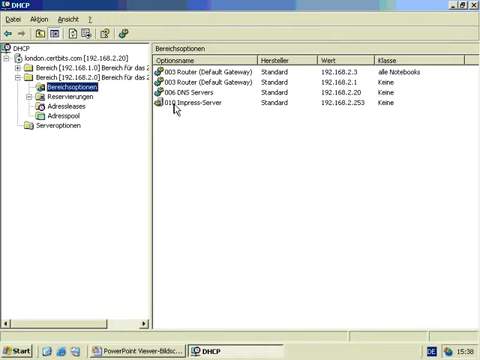 DHCP
Datei Aktion Ansicht ?
DHCP
london.certbits.com [192.168.2.20]
Bereich [192.168.1.0] Bereich für das
Bereich [192.168.2.0] Bereich für das
Bereichsoptionen
Reservierungen
Adressleases
Adresspool
Serveroptionen
Bereichsoptionen
Optionsname Hersteller Wert Klasse
003 Router (Default Gateway) Standard 192.168.2.3 alle Notebooks
003 Router (Default Gateway) Standard 192.168.2.1 Keine
006 DNS Servers Standard 192.168.2.20 Keine
010 Impress-Server Standard 192.168.2.253 Keine
Start PowerPoint Viewer-Bildsc... DHCP DE 15:38